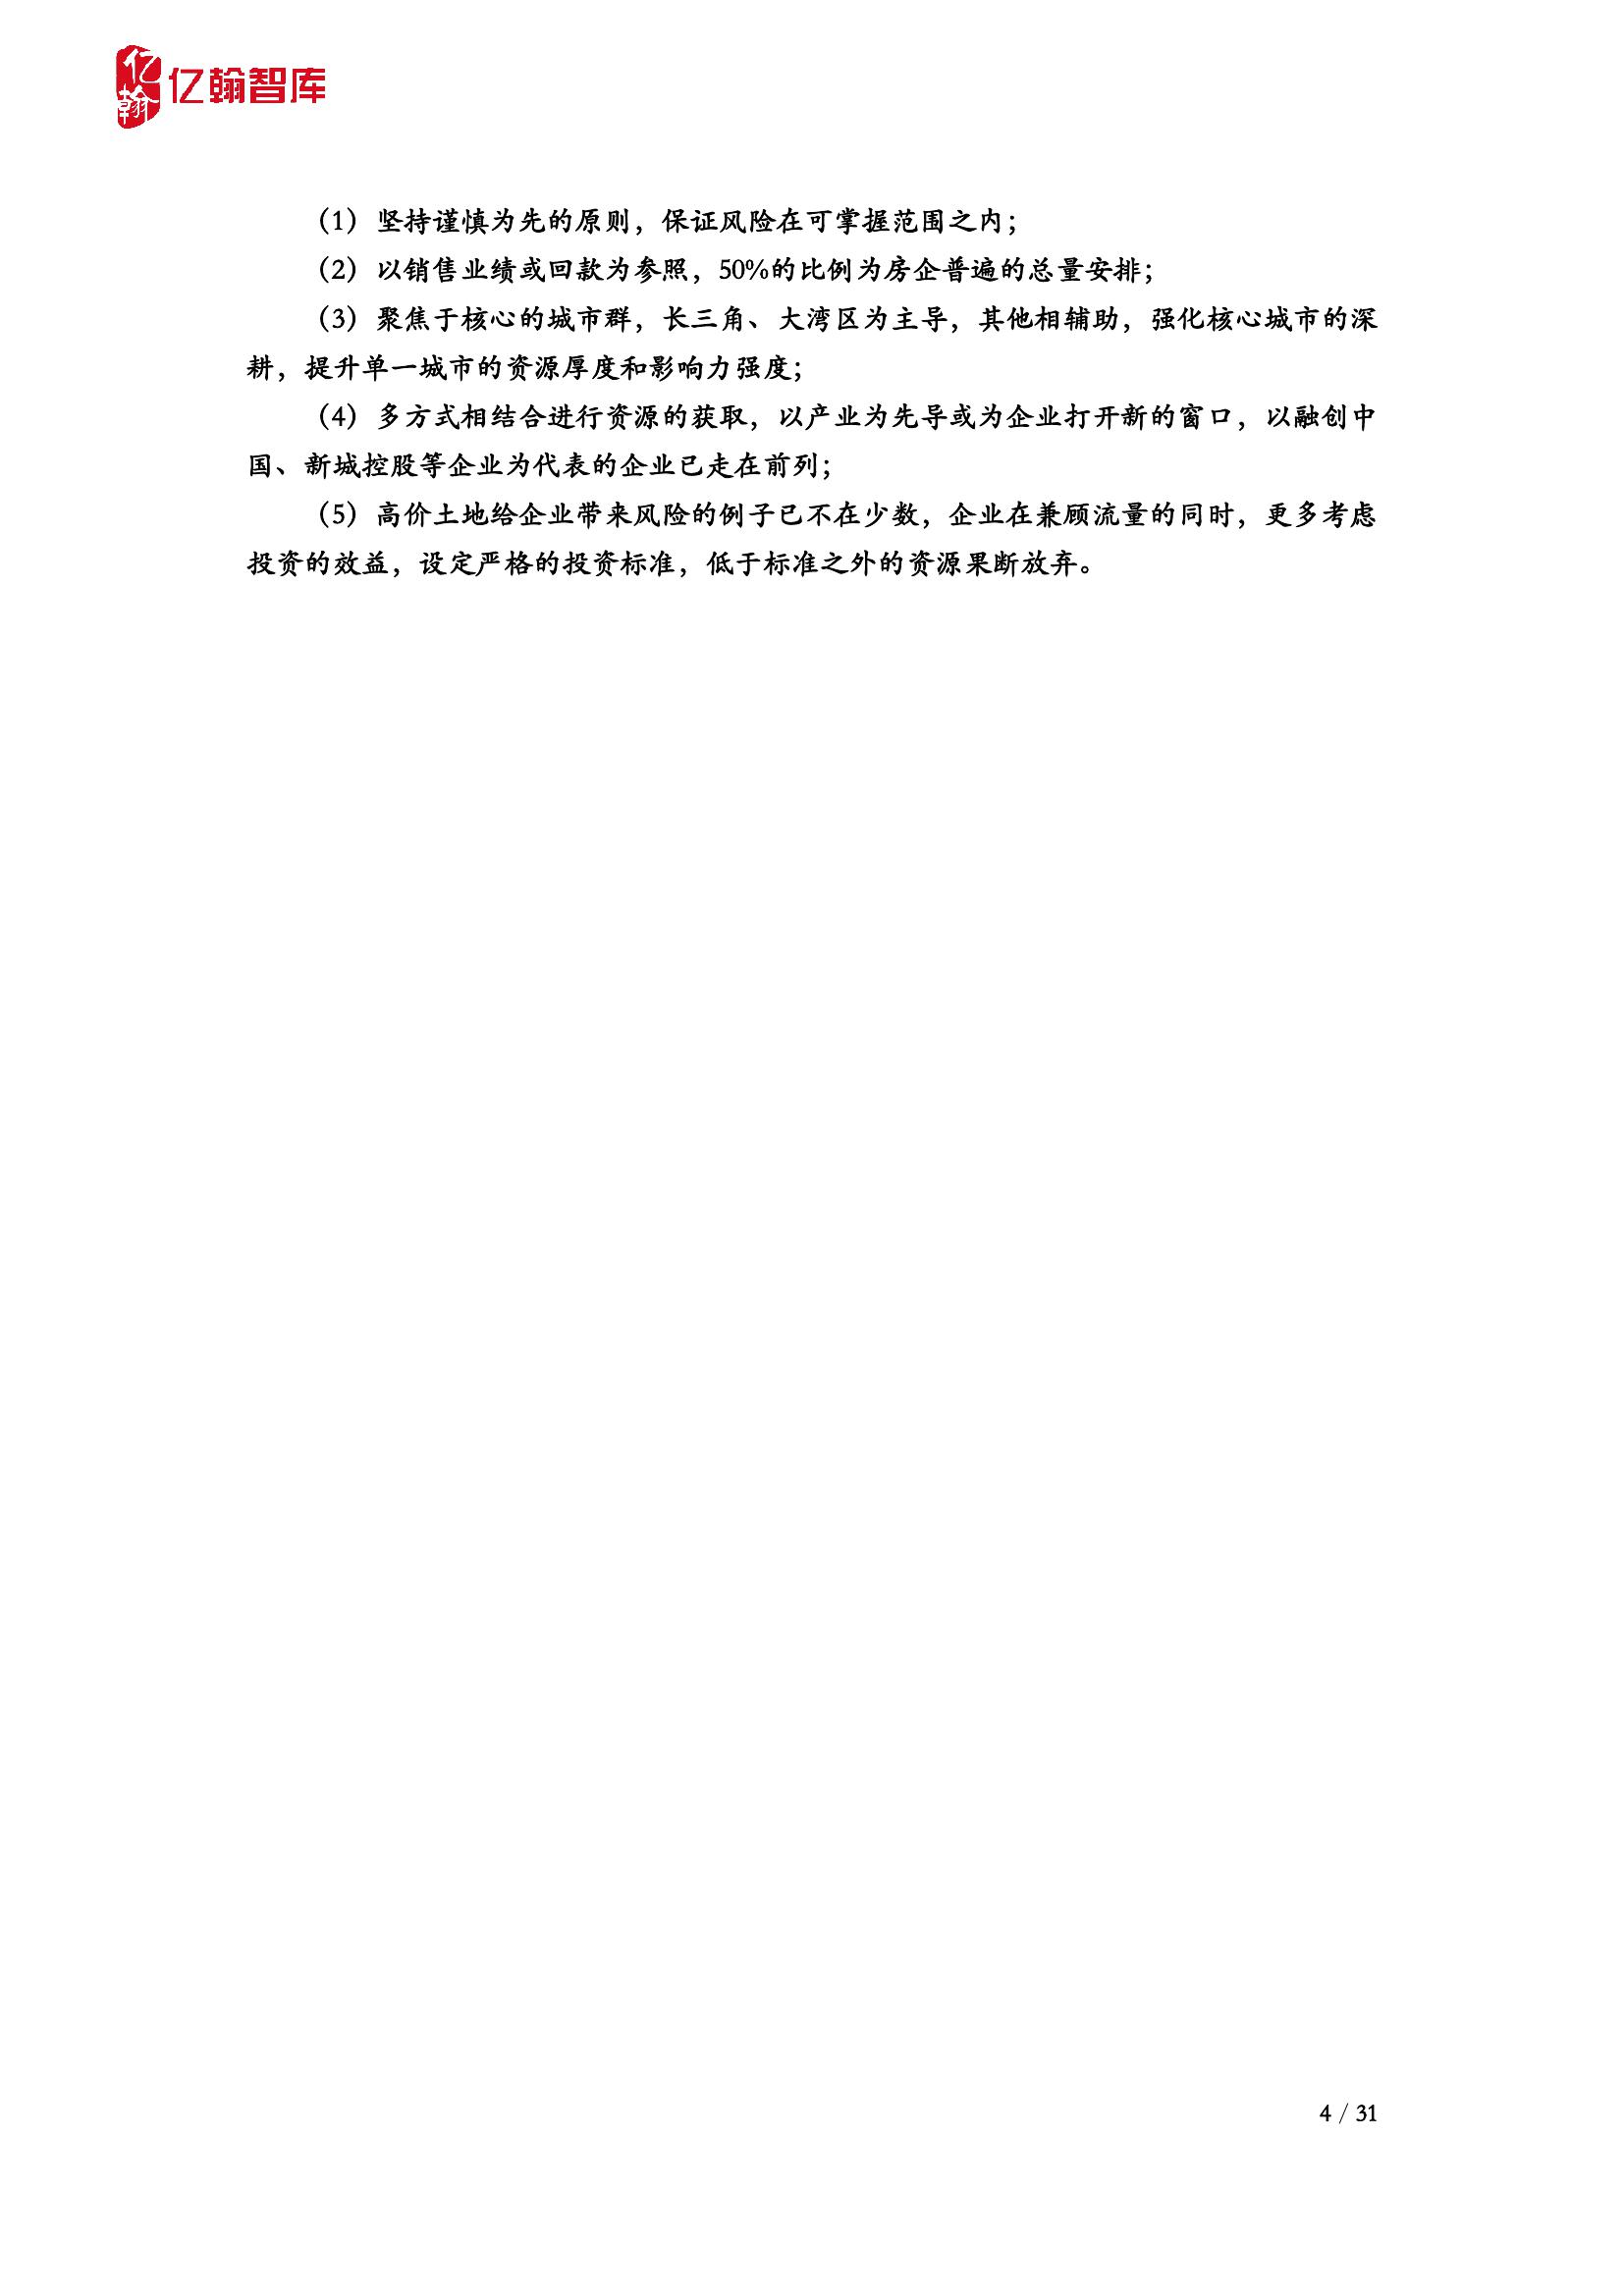 亿翰
亿翰智库
（1）坚持谨慎为先的原则，保证风险在可掌握范围之内；
（2）以销售业绩或回款为参照，50%的比例为房企普遍的总量安排；
（3）聚焦于核心的城市群，长三角、大湾区为主导，其他相辅助，强化核心城市的深
耕，提升单一城市的资源厚度和影响力强度；
（4）多方式相结合进行资源的获取，以产业为先导或为企业打开新的窗口，以融创中
国、新城控股等企业为代表的企业已走在前列；
（5）高价土地给企业带来风险的例子已不在少数，企业在兼顾流量的同时，更多考虑
投资的效益，设定严格的投资标准，低于标准之外的资源果断放弃。
4 / 31